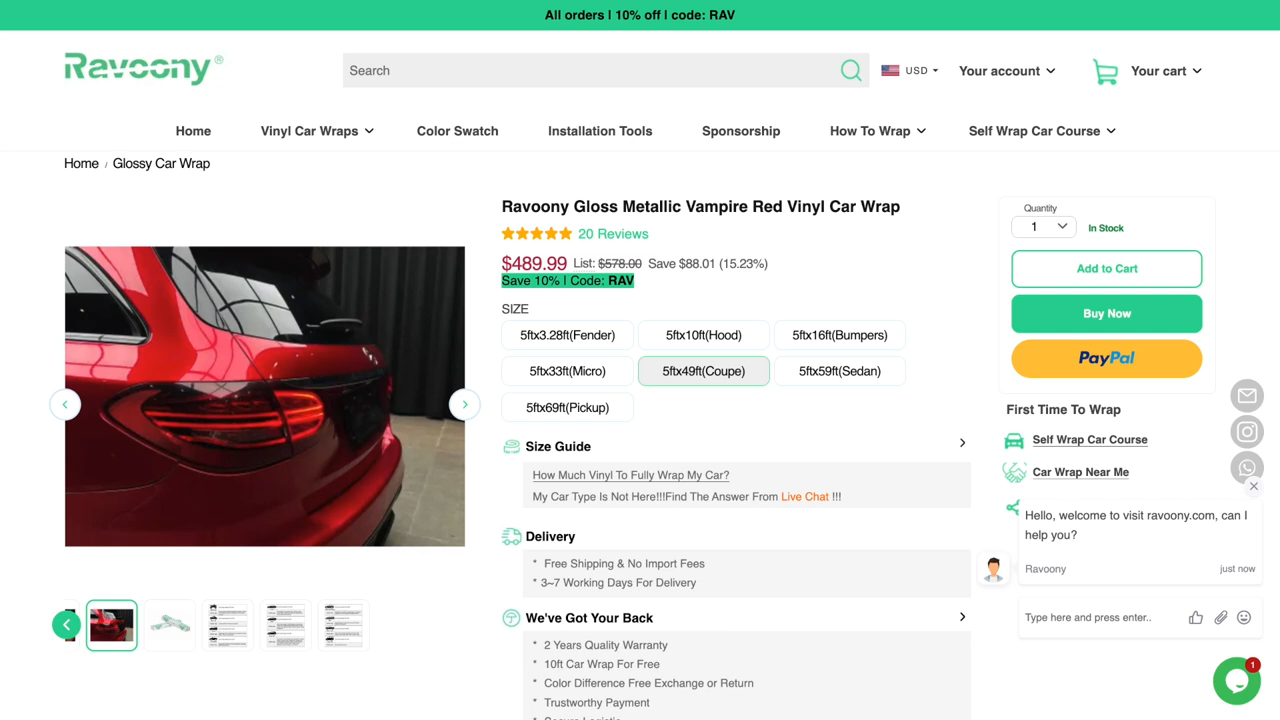 All orders | 10% off | code: RAV
Ravoony®
Search
USD
Your account
Your cart
Home
Vinyl Car Wraps
Color Swatch
Installation Tools
Sponsorship
How To Wrap
Self Wrap Car Course
Home / Glossy Car Wrap
Ravoony Gloss Metallic Vampire Red Vinyl Car Wrap
20 Reviews
$489.99 List: $578.00 Save $88.01 (15.23%)
Save 10% | Code: RAV
SIZE
5ftx3.28ft(Fender)
5ftx10ft(Hood)
5ftx16ft(Bumpers)
5ftx33ft(Micro)
5ftx49ft(Coupe)
5ftx59ft(Sedan)
5ftx69ft(Pickup)
Size Guide
How Much Vinyl To Fully Wrap My Car?
My Car Type Is Not Here!!!Find The Answer From Live Chat !!!
Delivery
* Free Shipping & No Import Fees
* 3~7 Working Days For Delivery
We've Got Your Back
* 2 Years Quality Warranty
* 10ft Car Wrap For Free
* Color Difference Free Exchange or Return
* Trustworthy Payment
Quantity
1
In Stock
Add to Cart
Buy Now
PayPal
First Time To Wrap
Self Wrap Car Course
Car Wrap Near Me
Hello, welcome to visit ravoony.com, can I
help you?
Ravoony
just now
Type here and press enter..
1